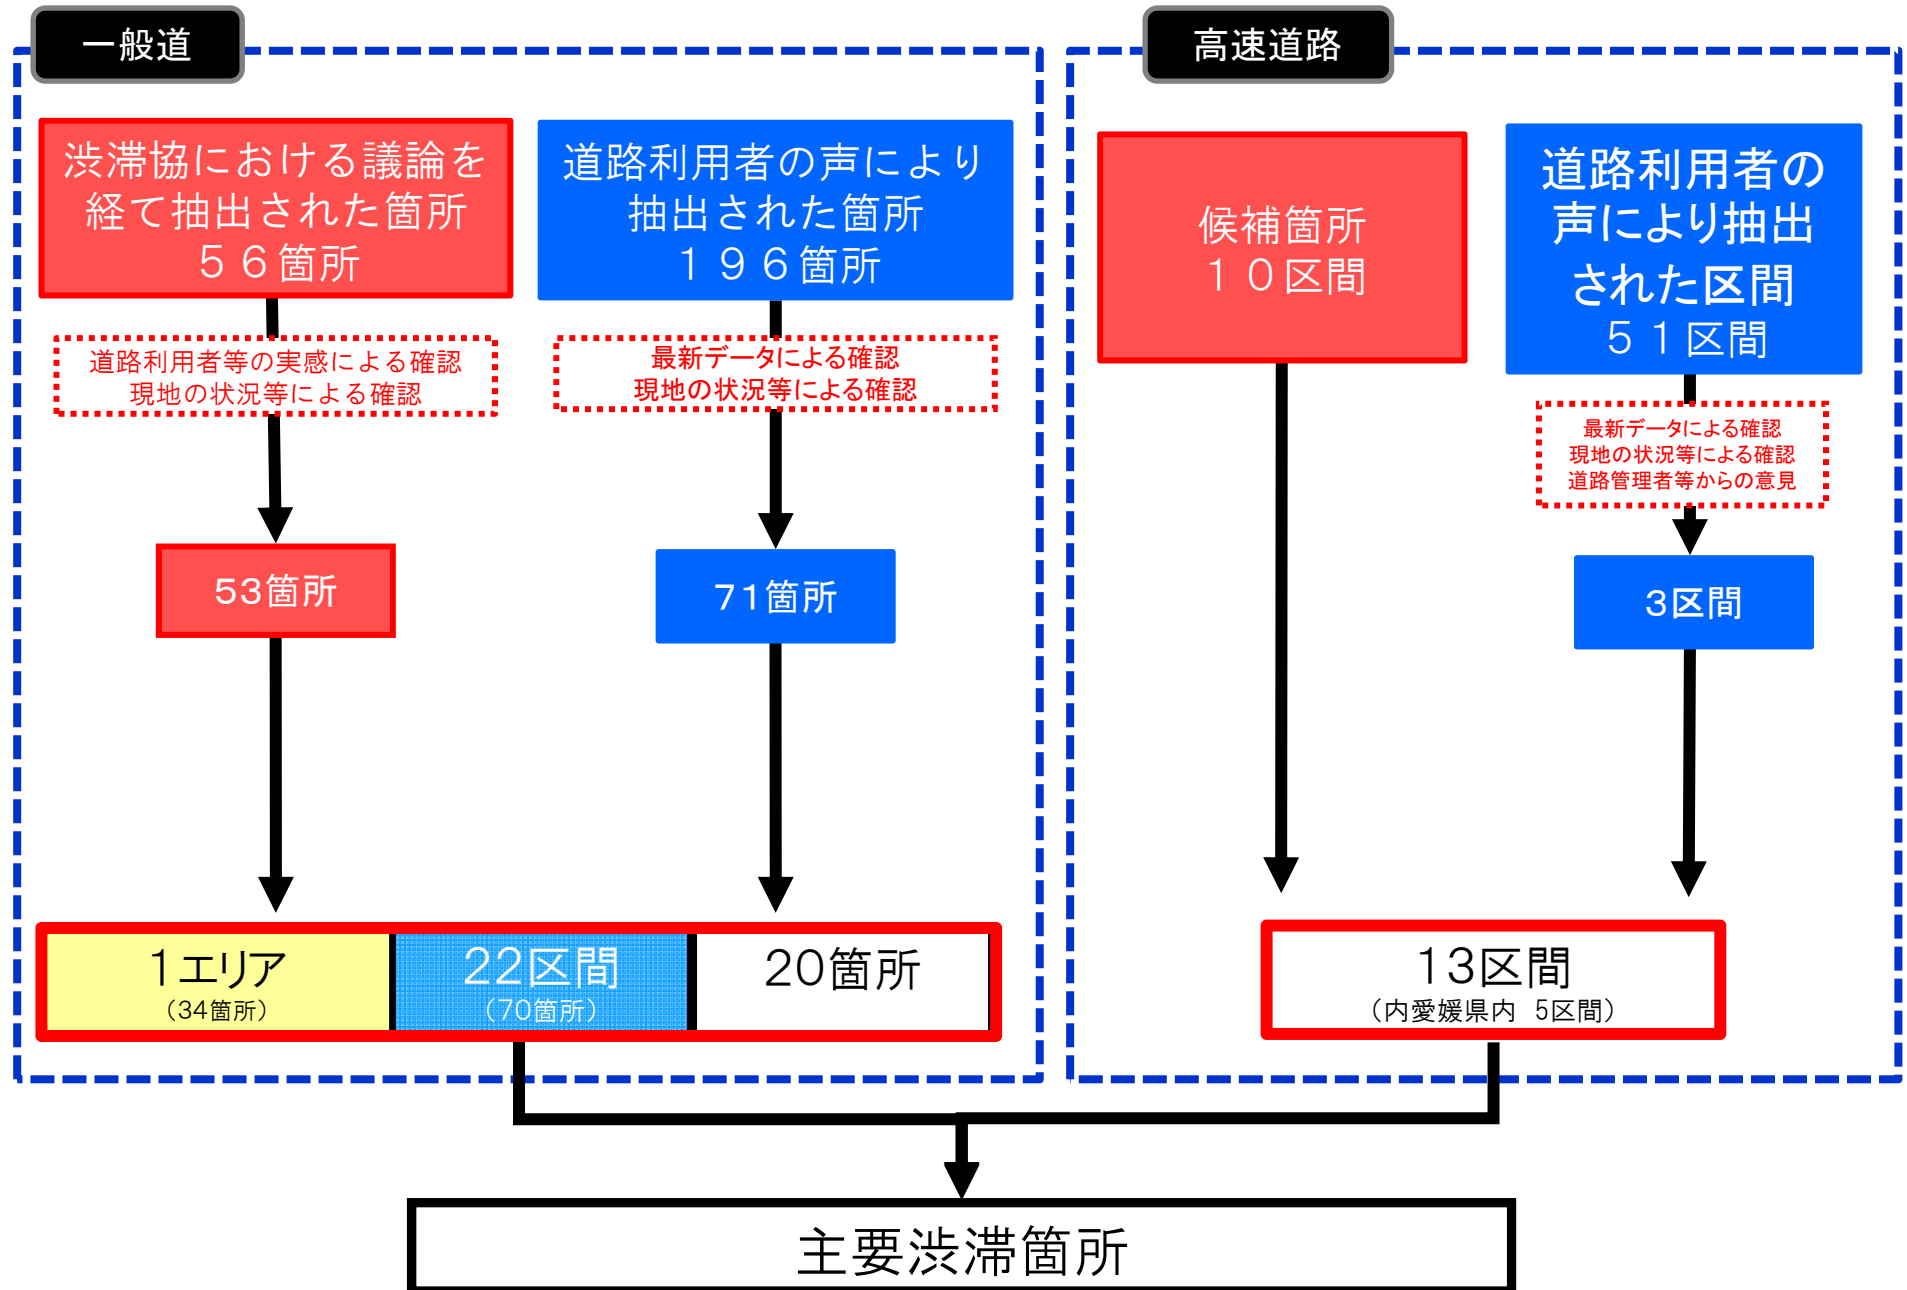 一般道
渋滞協における議論を
経て抽出された箇所
５６箇所
道路利用者の声により
抽出された箇所
１９６箇所
道路利用者等の実感による確認
現地の状況等による確認
最新データによる確認
現地の状況等による確認
53箇所
71箇所
1エリア
（34箇所）
22区間
（70箇所）
20箇所
高速道路
候補箇所
１０区間
道路利用者の
声により抽出
された区間
５１区間
最新データによる確認
現地の状況等による確認
道路管理者等からの意見
3区間
13区間
（内愛媛県内　5区間）
主要渋滞箇所